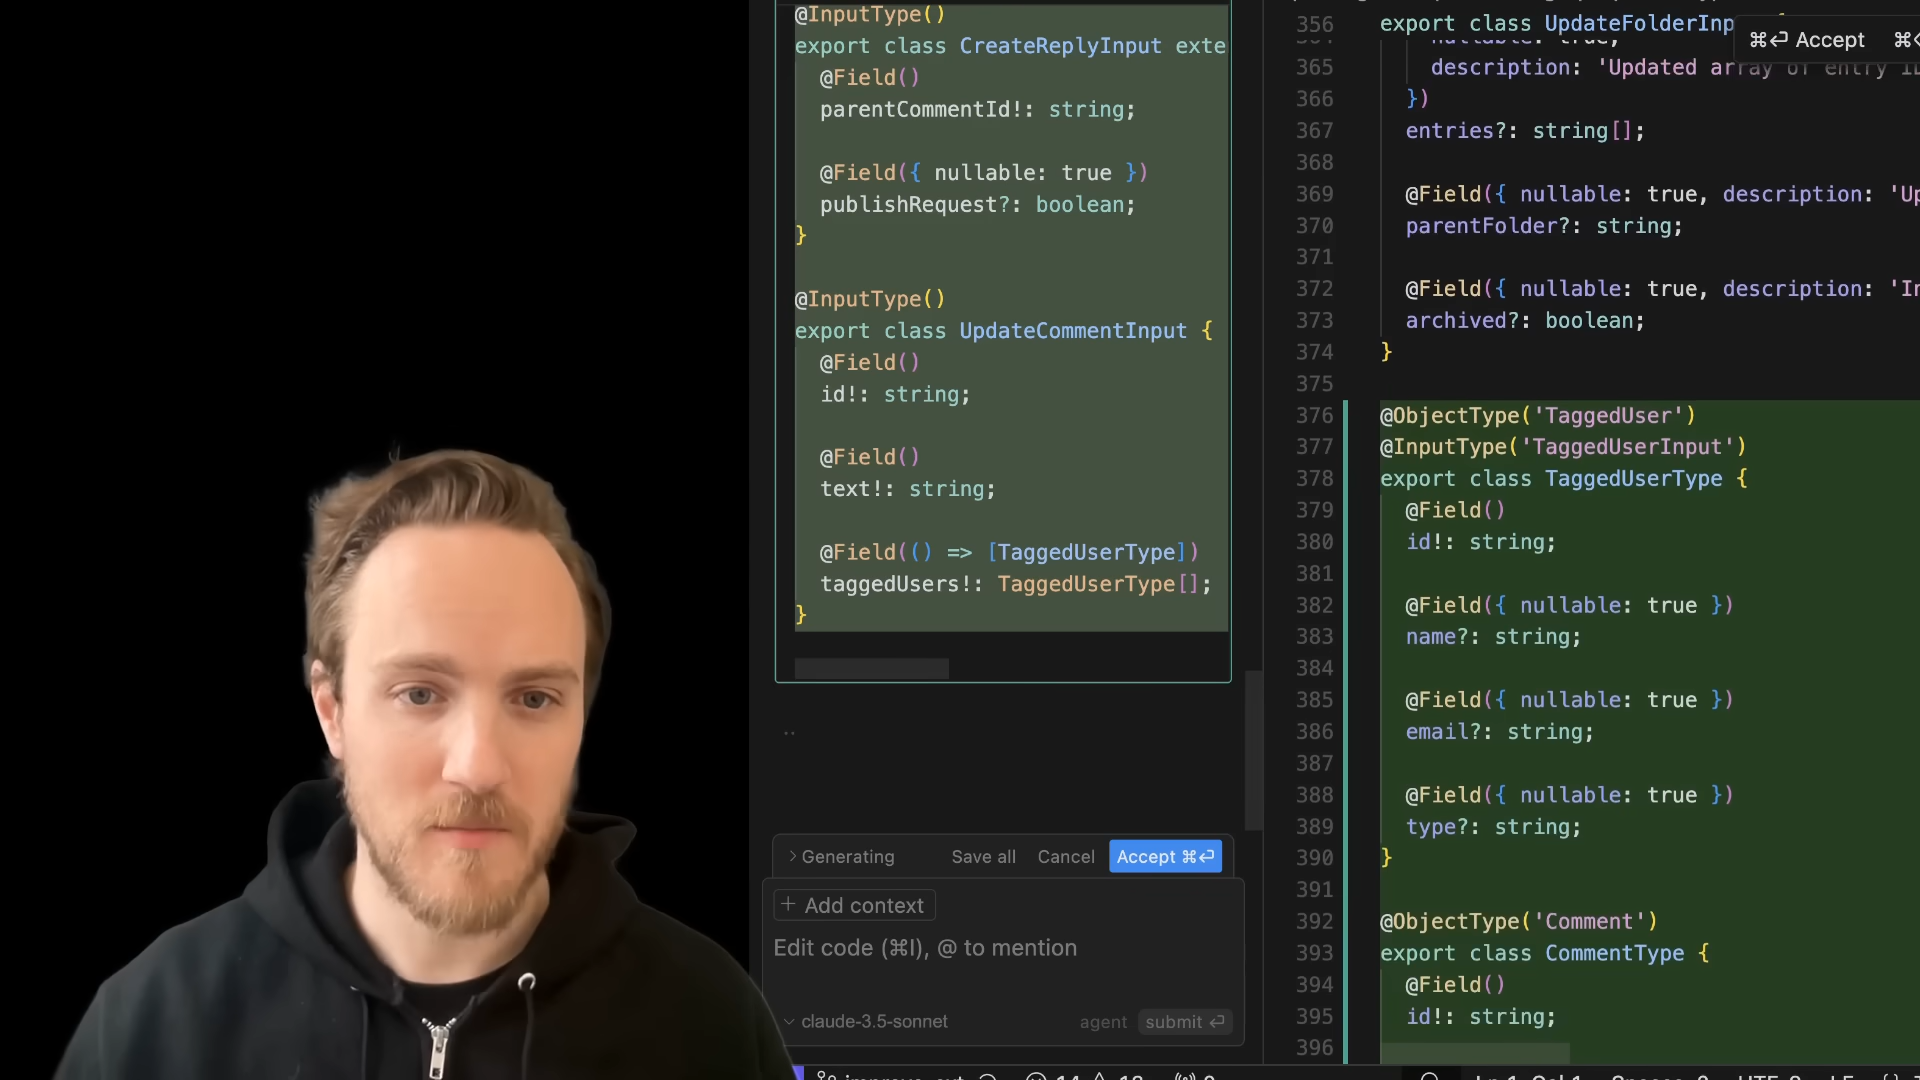 @InputType()
export class CreateReplyInput exte
@Field()
parentCommentId!: string;
@Field({ nullable: true })
publishRequest?: boolean;
}
@InputType()
export class UpdateCommentInput {
@Field()
id!: string;
@Field()
text!: string;
@Field(() => [TaggedUserType])
taggedUsers!: TaggedUserType[];
}
..
Generating Save all Cancel Accept ⌘⏎
+ Add context
Edit code (⌘I), @ to mention
claude-3.5-sonnet agent submit ⏎
356 export class UpdateFolderInp
⌘⏎ Accept ⌘
nullable: true,
365 description: 'Updated array of entry ID
366 })
367 entries?: string[];
368
369 @Field({ nullable: true, description: 'Up
370 parentFolder?: string;
371
372 @Field({ nullable: true, description: 'In
373 archived?: boolean;
374 }
375
376 @ObjectType('TaggedUser')
377 @InputType('TaggedUserInput')
378 export class TaggedUserType {
379 @Field()
380 id!: string;
381
382 @Field({ nullable: true })
383 name?: string;
384
385 @Field({ nullable: true })
386 email?: string;
387
388 @Field({ nullable: true })
389 type?: string;
390 }
391
392 @ObjectType('Comment')
393 export class CommentType {
394 @Field()
395 id!: string;
396